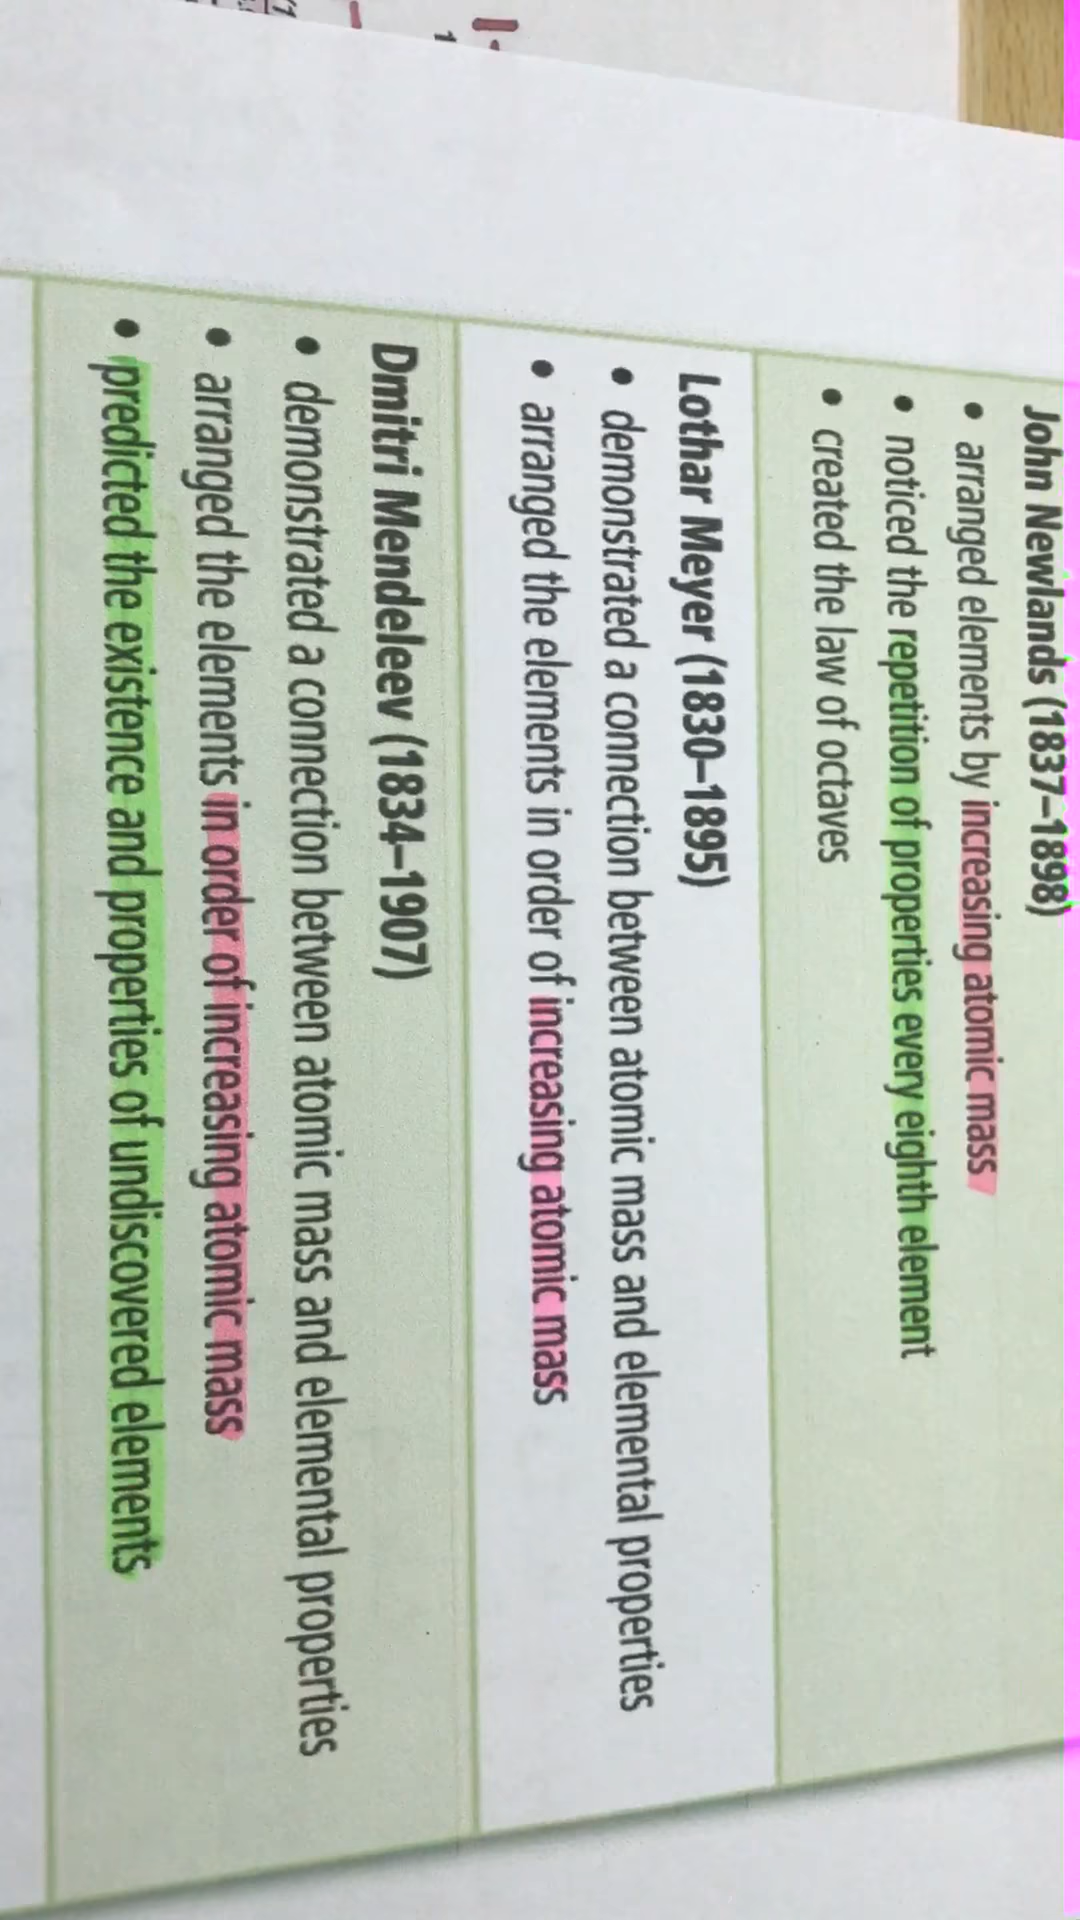 John Newlands (1837–1898)
• arranged elements by increasing atomic mass
• noticed the repetition of properties every eighth element
• created the law of octaves
Lothar Meyer (1830–1895)
• demonstrated a connection between atomic mass and elemental properties
• arranged the elements in order of increasing atomic mass
Dmitri Mendeleev (1834–1907)
• demonstrated a connection between atomic mass and elemental properties
• arranged the elements in order of increasing atomic mass
• predicted the existence and properties of undiscovered elements